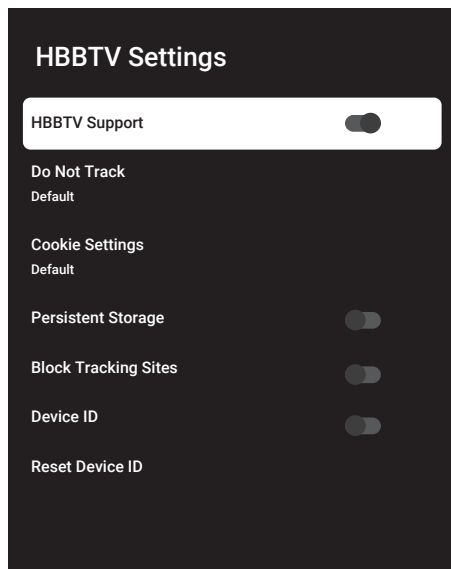 HBBTV Settings
HBBTV Support
Do Not Track
Default
Cookie Settings
Default
Persistent Storage
Block Tracking Sites
Device ID
Reset Device ID